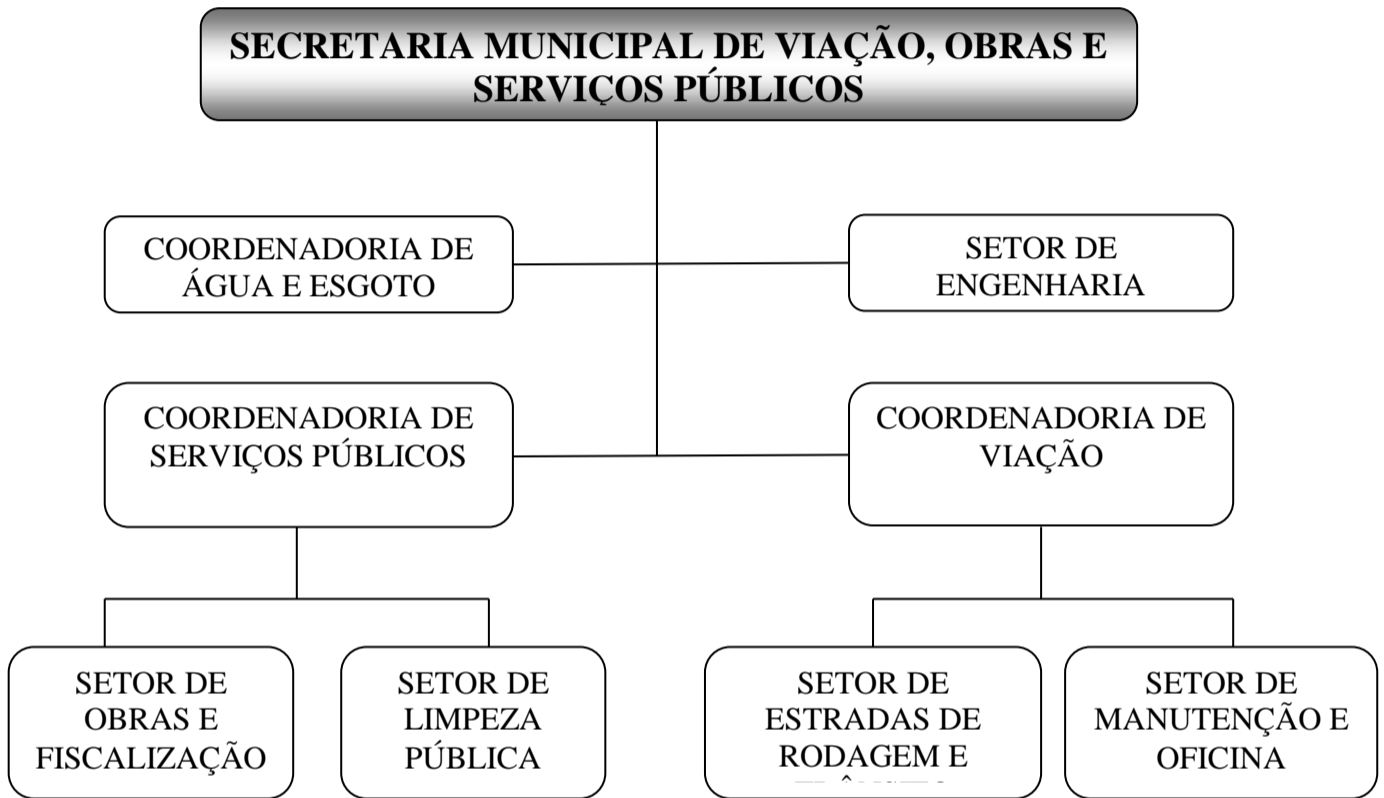 SECRETARIA MUNICIPAL DE VIAÇÃO, OBRAS E
SERVIÇOS PÚBLICOS
COORDENADORIA DE
ÁGUA E ESGOTO
SETOR DE
ENGENHARIA
COORDENADORIA DE
SERVIÇOS PÚBLICOS
COORDENADORIA DE
VIAÇÃO
SETOR DE
OBRAS E
FISCALIZAÇÃO
SETOR DE
LIMPEZA
PÚBLICA
SETOR DE
ESTRADAS DE
RODAGEM E
SETOR DE
MANUTENÇÃO E
OFICINA